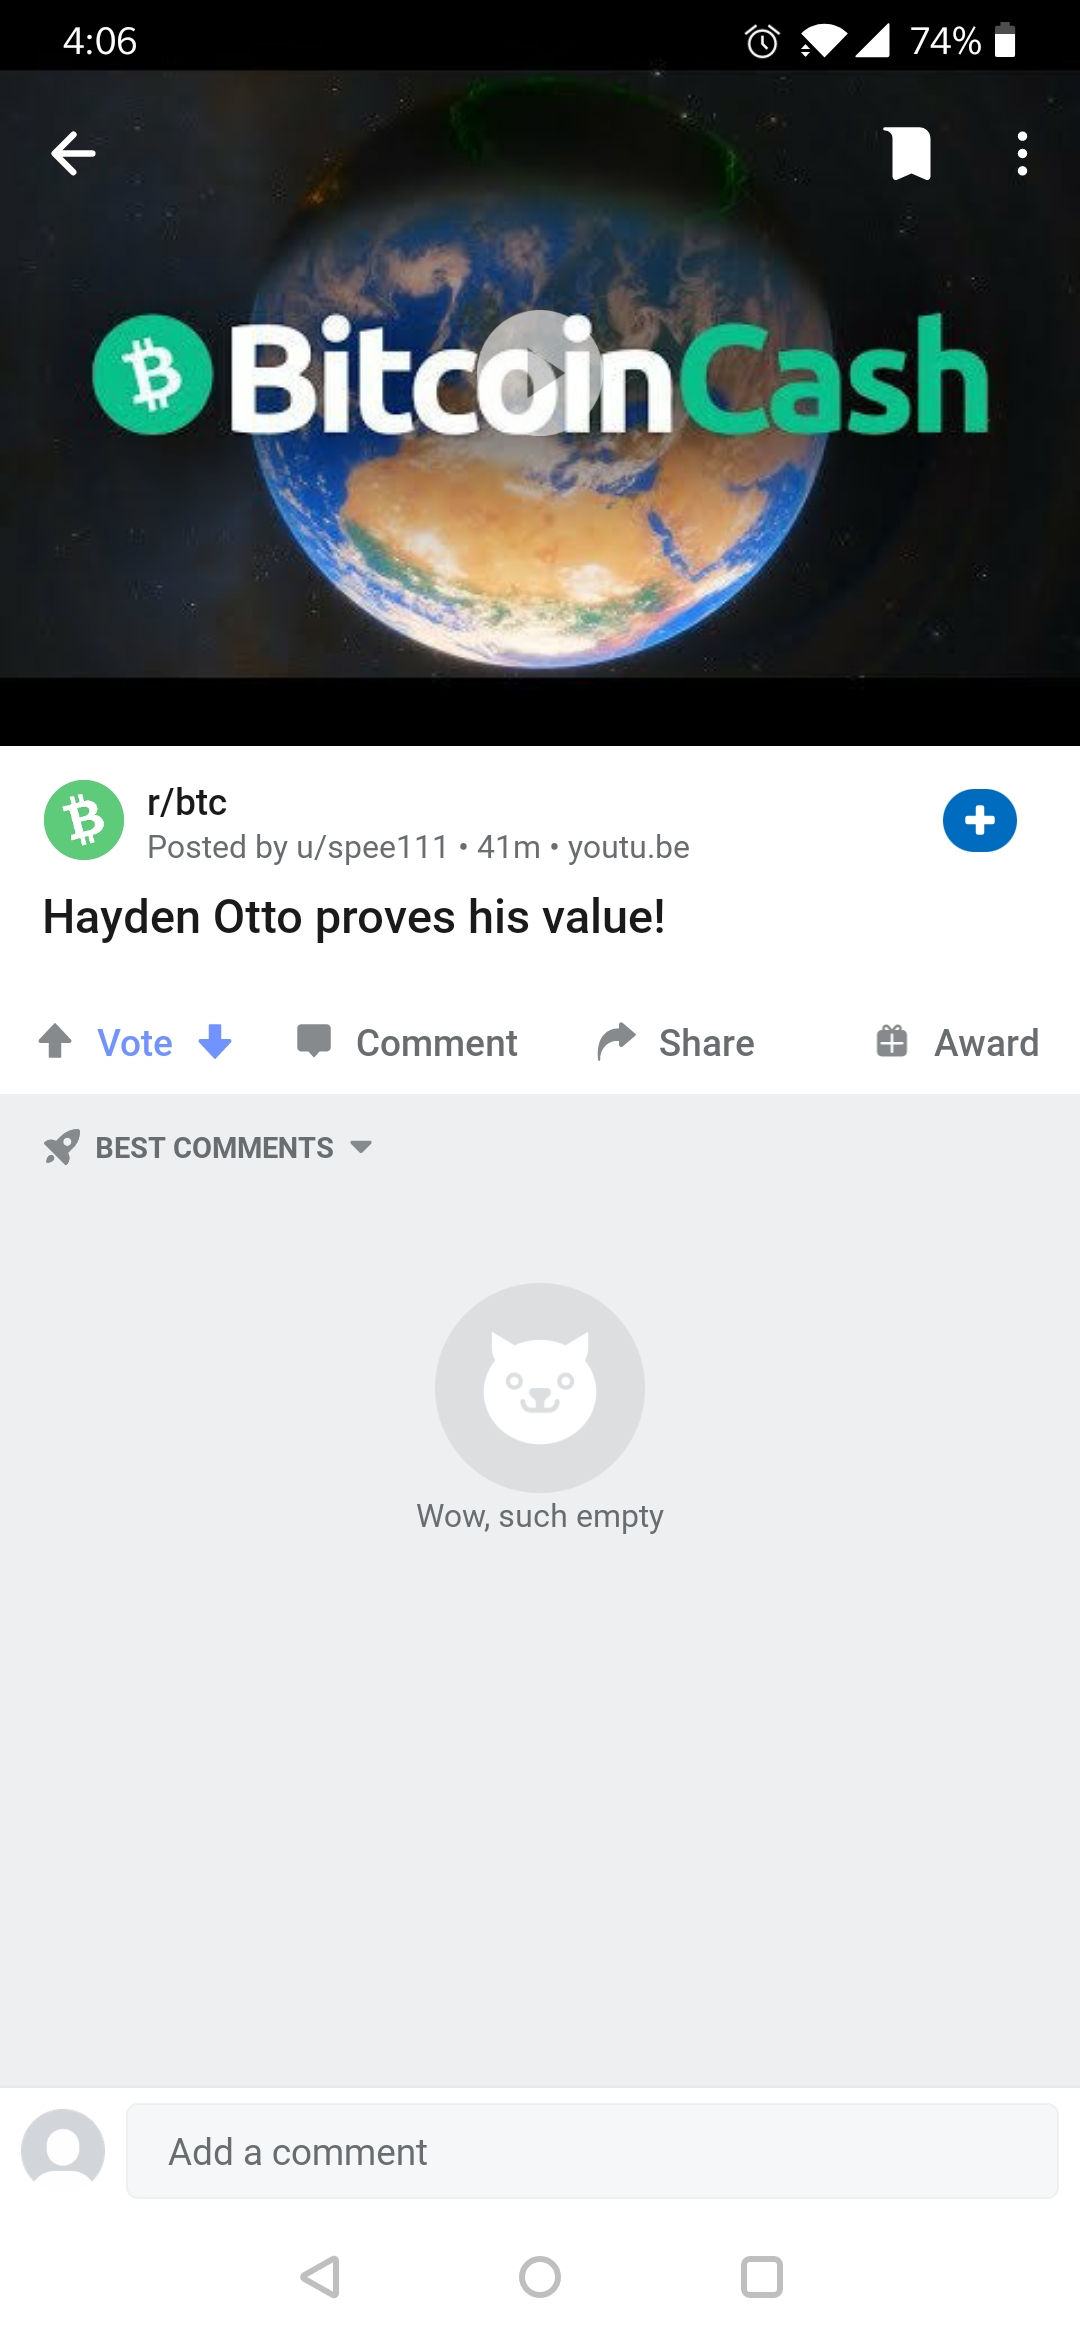 4:06
74%
BitcoinCash
r/btc
Posted by u/spee111 • 41m • youtu.be
Hayden Otto proves his value!
Vote
Comment
Share
Award
BEST COMMENTS
Wow, such empty
Add a comment